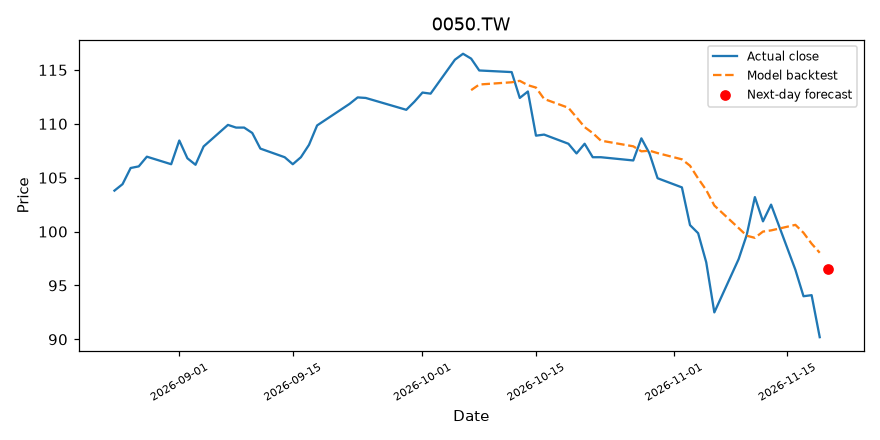 0050.TW
Actual close
Model backtest
Next-day forecast
Price
115
110
105
100
95
90
2026-09-01
2026-09-15
2026-10-01
2026-10-15
2026-11-01
2026-11-15
Date